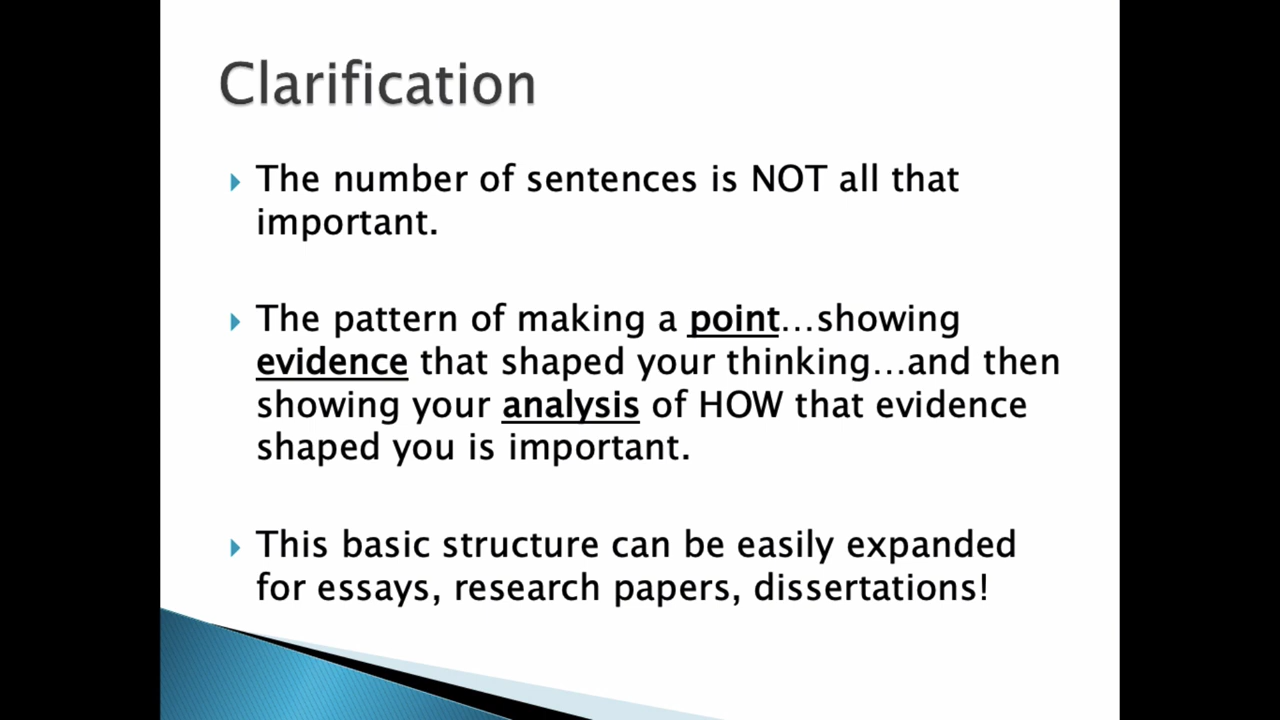 Clarification
The number of sentences is NOT all that
important.
The pattern of making a point…showing
evidence that shaped your thinking…and then
showing your analysis of HOW that evidence
shaped you is important.
This basic structure can be easily expanded
for essays, research papers, dissertations!